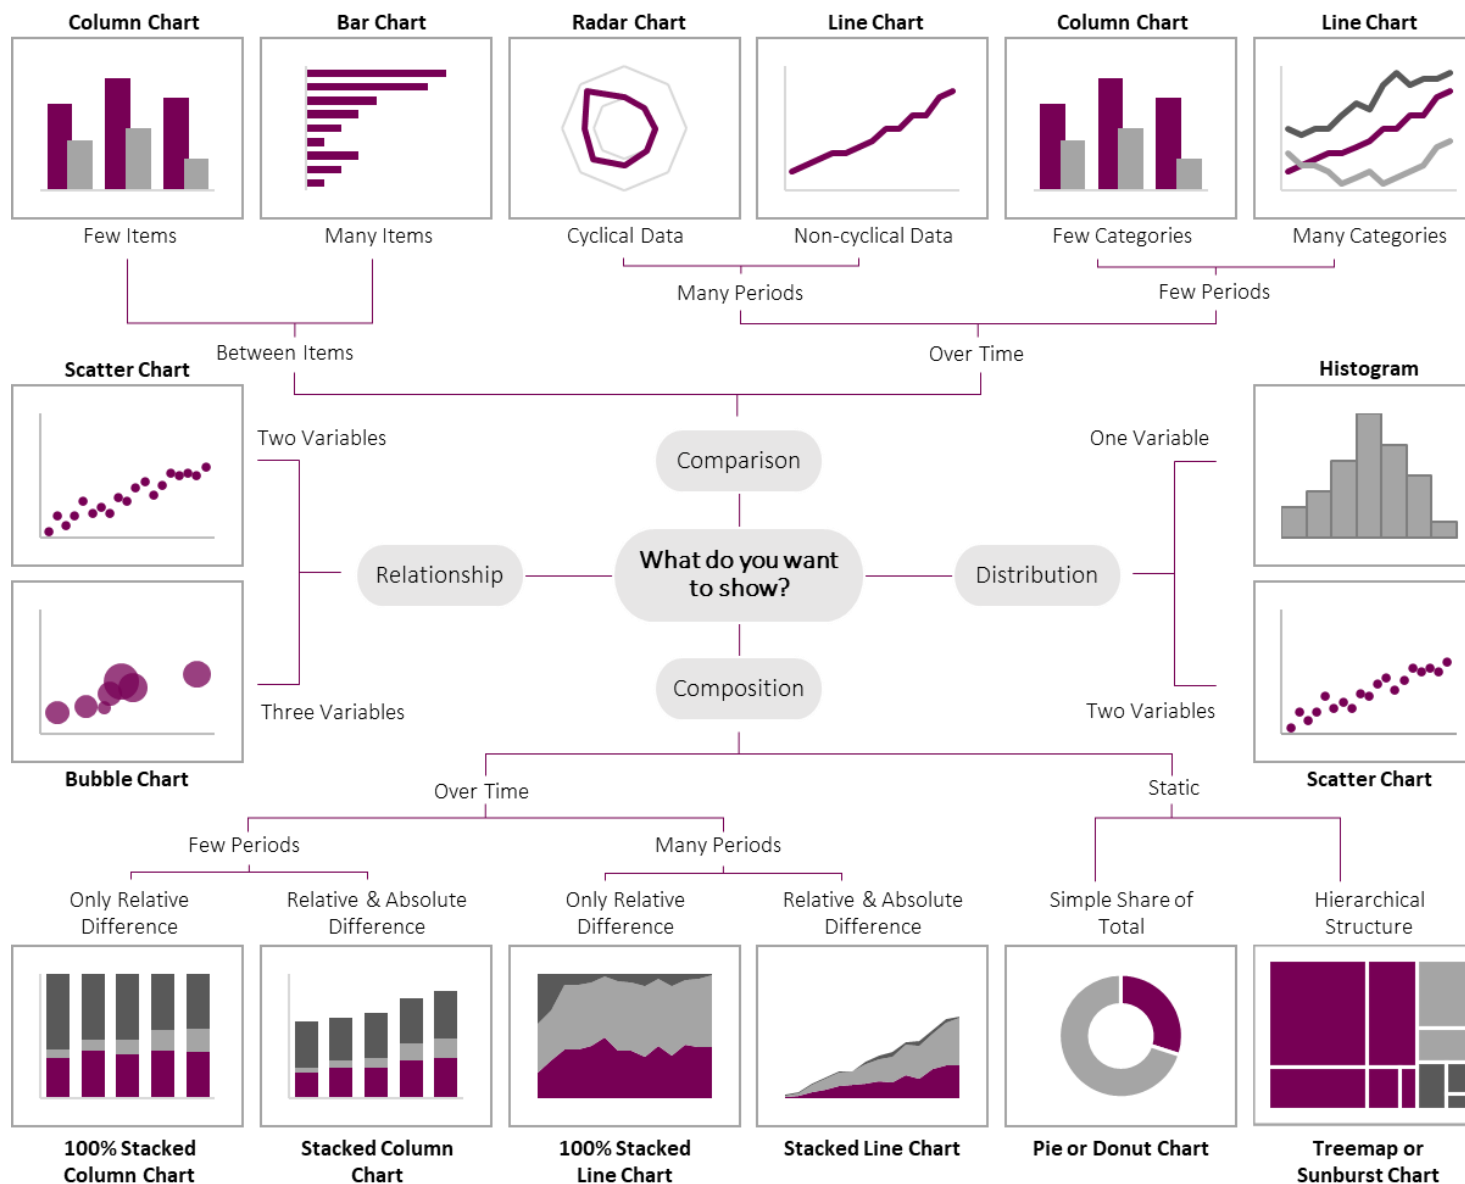 Column Chart
Bar Chart
Radar Chart
Line Chart
Column Chart
Line Chart
Few Items
Many Items
Cyclical Data
Non-cyclical Data
Few Categories
Many Categories
Many Periods
Few Periods
Between Items
Over Time
Scatter Chart
Histogram
Two Variables
One Variable
Comparison
What do you want
to show?
Relationship
Distribution
Composition
Three Variables
Two Variables
Bubble Chart
Scatter Chart
Over Time
Static
Few Periods
Many Periods
Only Relative
Difference
Relative & Absolute
Difference
Only Relative
Difference
Relative & Absolute
Difference
Simple Share of
Total
Hierarchical
Structure
100% Stacked
Column Chart
Stacked Column
Chart
100% Stacked
Line Chart
Stacked Line Chart
Pie or Donut Chart
Treemap or
Sunburst Chart